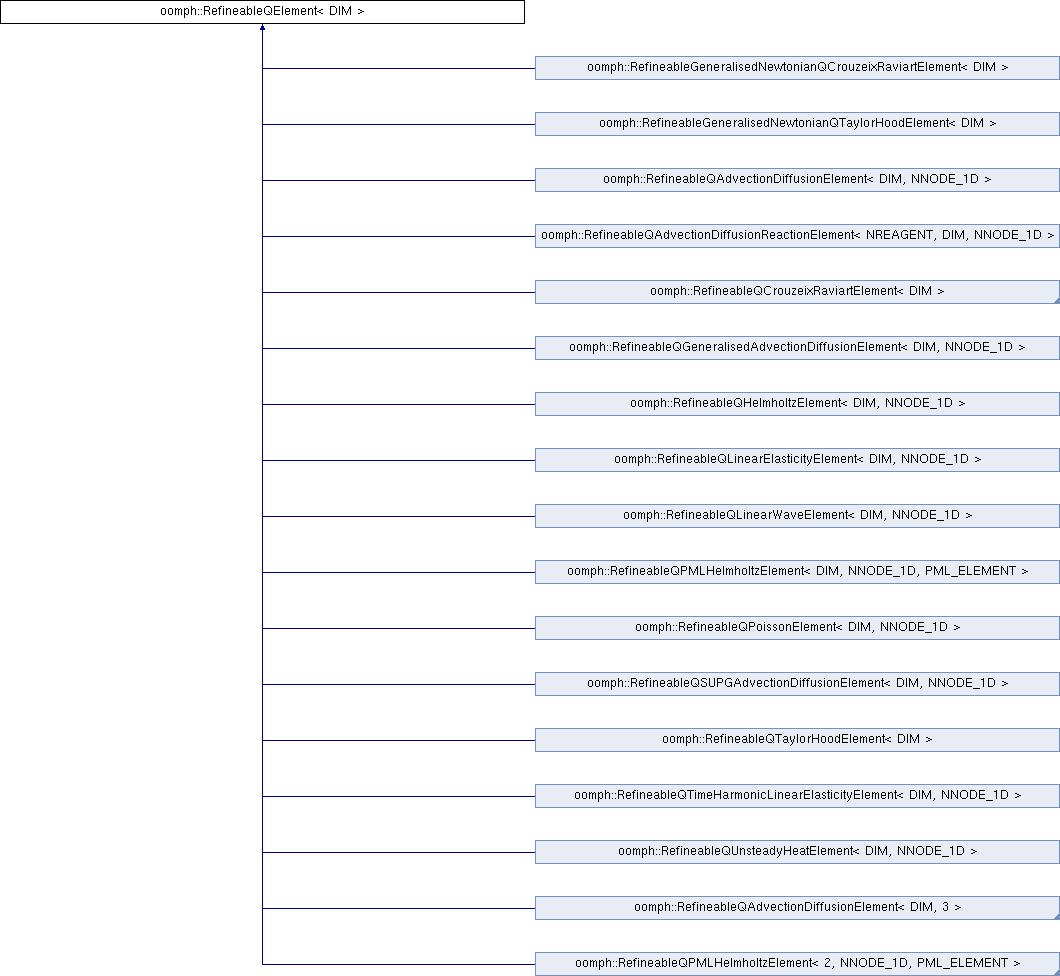 oomph::RefineableQElement< DIM >
oomph::RefineableGeneralisedNewtonianQCrouzeixRaviartElement< DIM >
oomph::RefineableGeneralisedNewtonianQTaylorHoodElement< DIM >
oomph::RefineableQAdvectionDiffusionElement< DIM, NNODE_1D >
oomph::RefineableQAdvectionDiffusionReactionElement< NREAGENT, DIM, NNODE_1D >
oomph::RefineableQCrouzeixRaviartElement< DIM >
oomph::RefineableQGeneralisedAdvectionDiffusionElement< DIM, NNODE_1D >
oomph::RefineableQHelmholtzElement< DIM, NNODE_1D >
oomph::RefineableQLinearElasticityElement< DIM, NNODE_1D >
oomph::RefineableQLinearWaveElement< DIM, NNODE_1D >
oomph::RefineableQPMLHelmholtzElement< DIM, NNODE_1D, PML_ELEMENT >
oomph::RefineableQPoissonElement< DIM, NNODE_1D >
oomph::RefineableQSUPGAdvectionDiffusionElement< DIM, NNODE_1D >
oomph::RefineableQTaylorHoodElement< DIM >
oomph::RefineableQTimeHarmonicLinearElasticityElement< DIM, NNODE_1D >
oomph::RefineableQUnsteadyHeatElement< DIM, NNODE_1D >
oomph::RefineableQAdvectionDiffusionElement< DIM, 3 >
oomph::RefineableQPMLHelmholtzElement< 2, NNODE_1D, PML_ELEMENT >